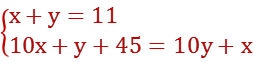 x + y = 11
10x + y + 45 = 10y + x